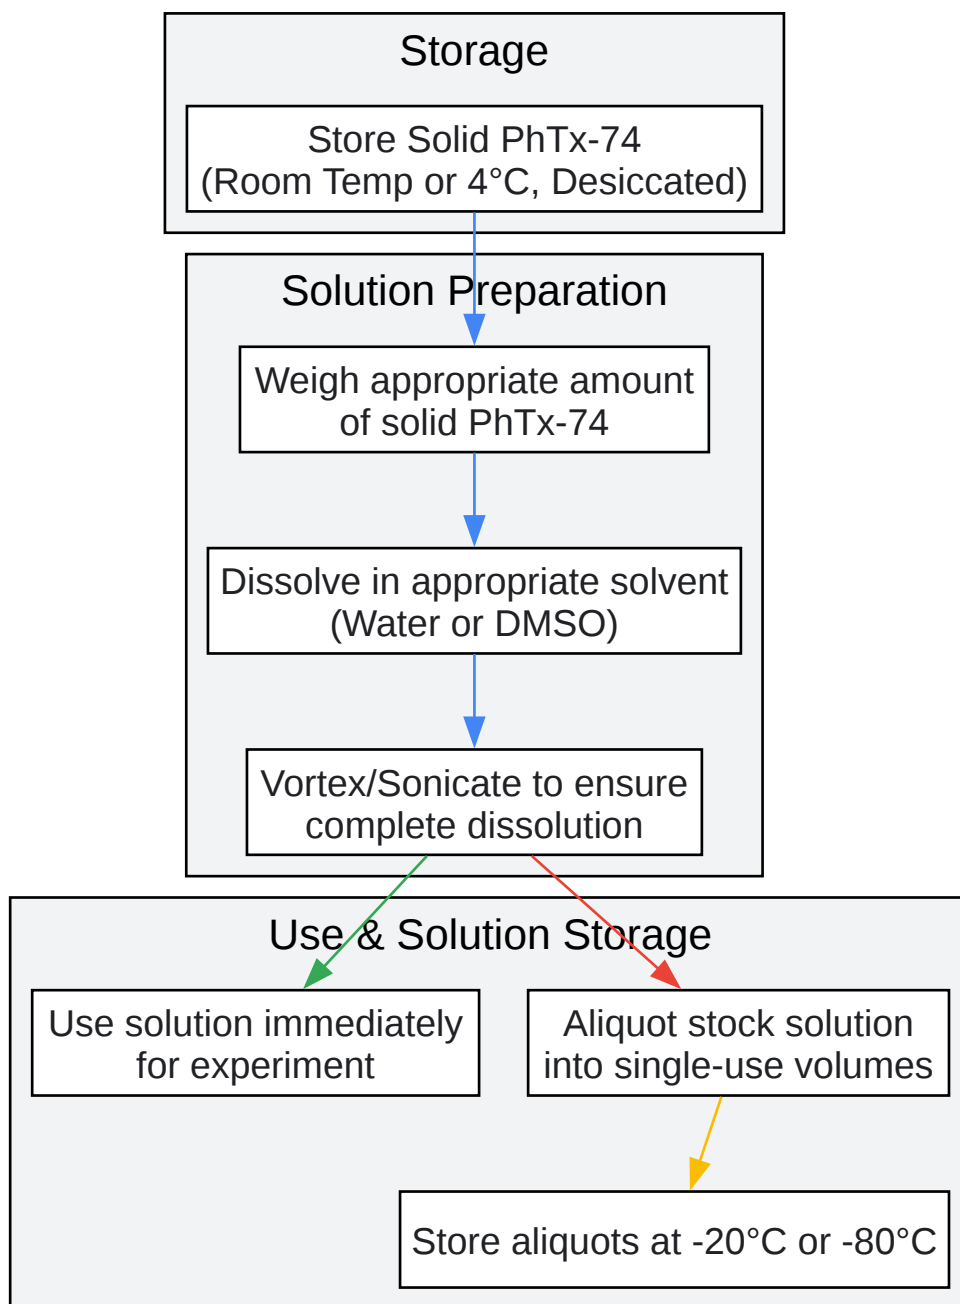 Storage
Store Solid PhTx-74
(Room Temp or 4°C, Desiccated)
Solution Preparation
Weigh appropriate amount
of solid PhTx-74
Dissolve in appropriate solvent
(Water or DMSO)
Vortex/Sonicate to ensure
complete dissolution
Use & Solution Storage
Use solution immediately
for experiment
Aliquot stock solution
into single-use volumes
Store aliquots at -20°C or -80°C